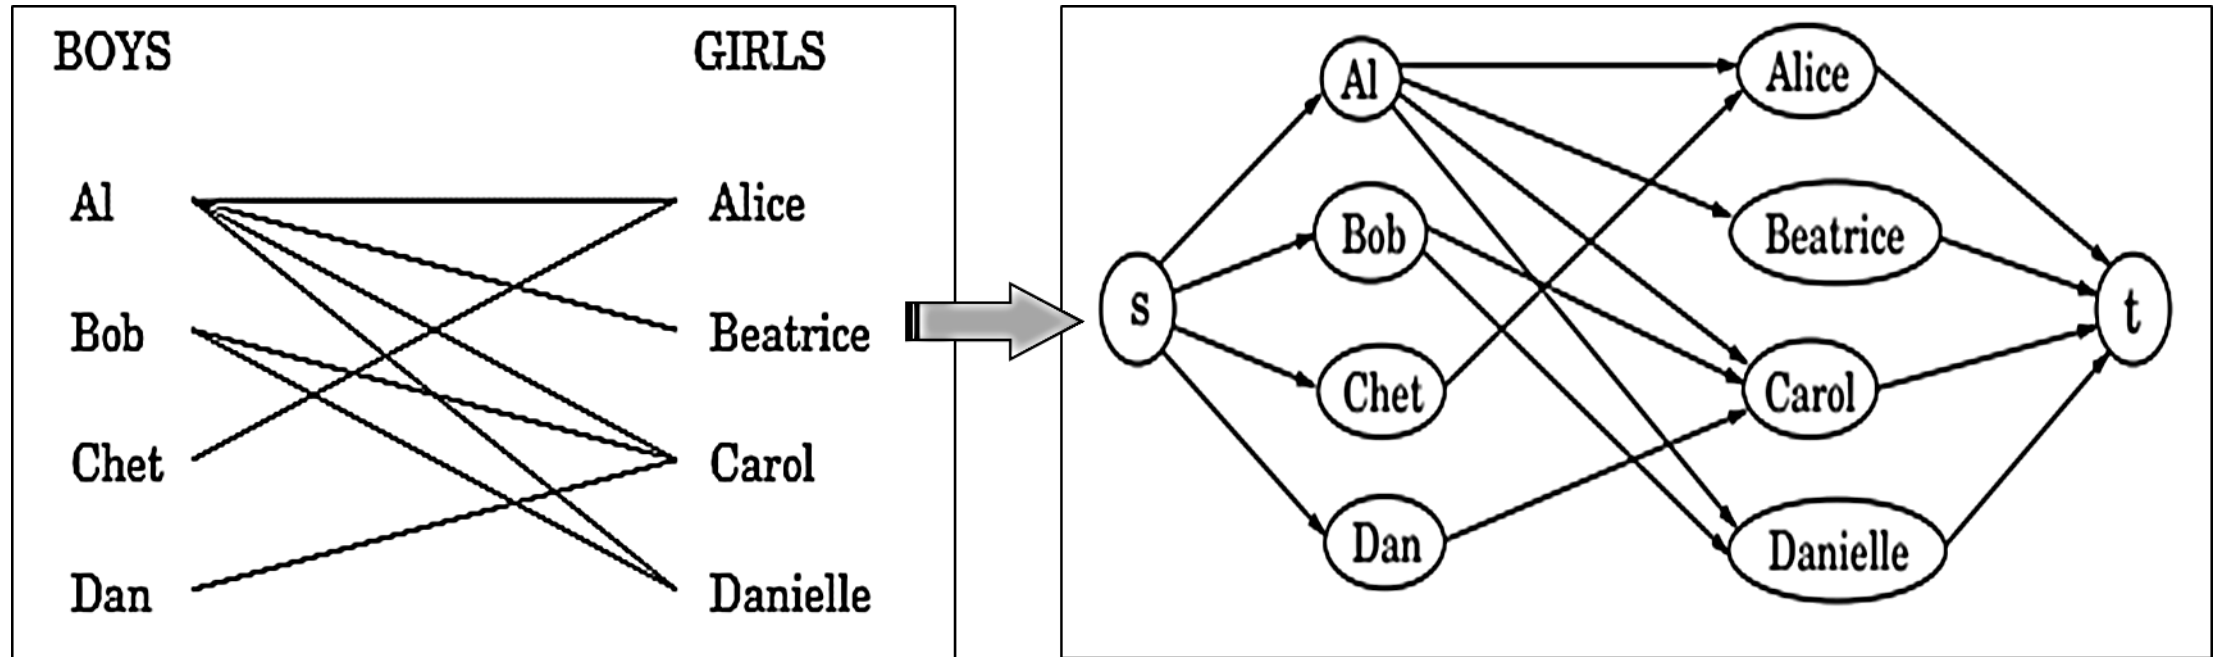 BOYS GIRLS
Al Alice
Bob Beatrice
Chet Carol
Dan Danielle
Al Alice
Bob Beatrice
s t
Chet Carol
Dan Danielle